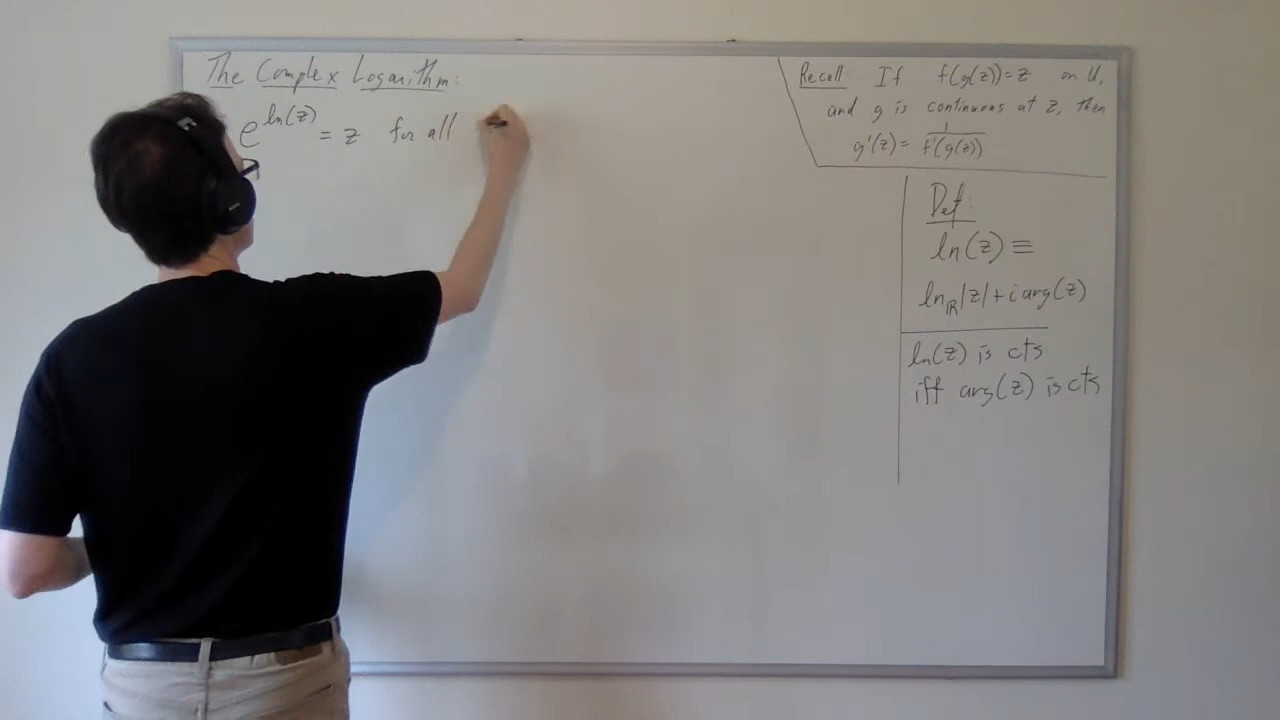 The Complex Logarithm:
e^ln(z) = z for all
Recall If f(g(z)) = z on U,
and g is continuous at z, then
g'(z) = 1/f'(g(z))
Def:
ln(z) ≡
ln_ℝ|z| + i arg(z)
ln(z) is cts
iff arg(z) is cts